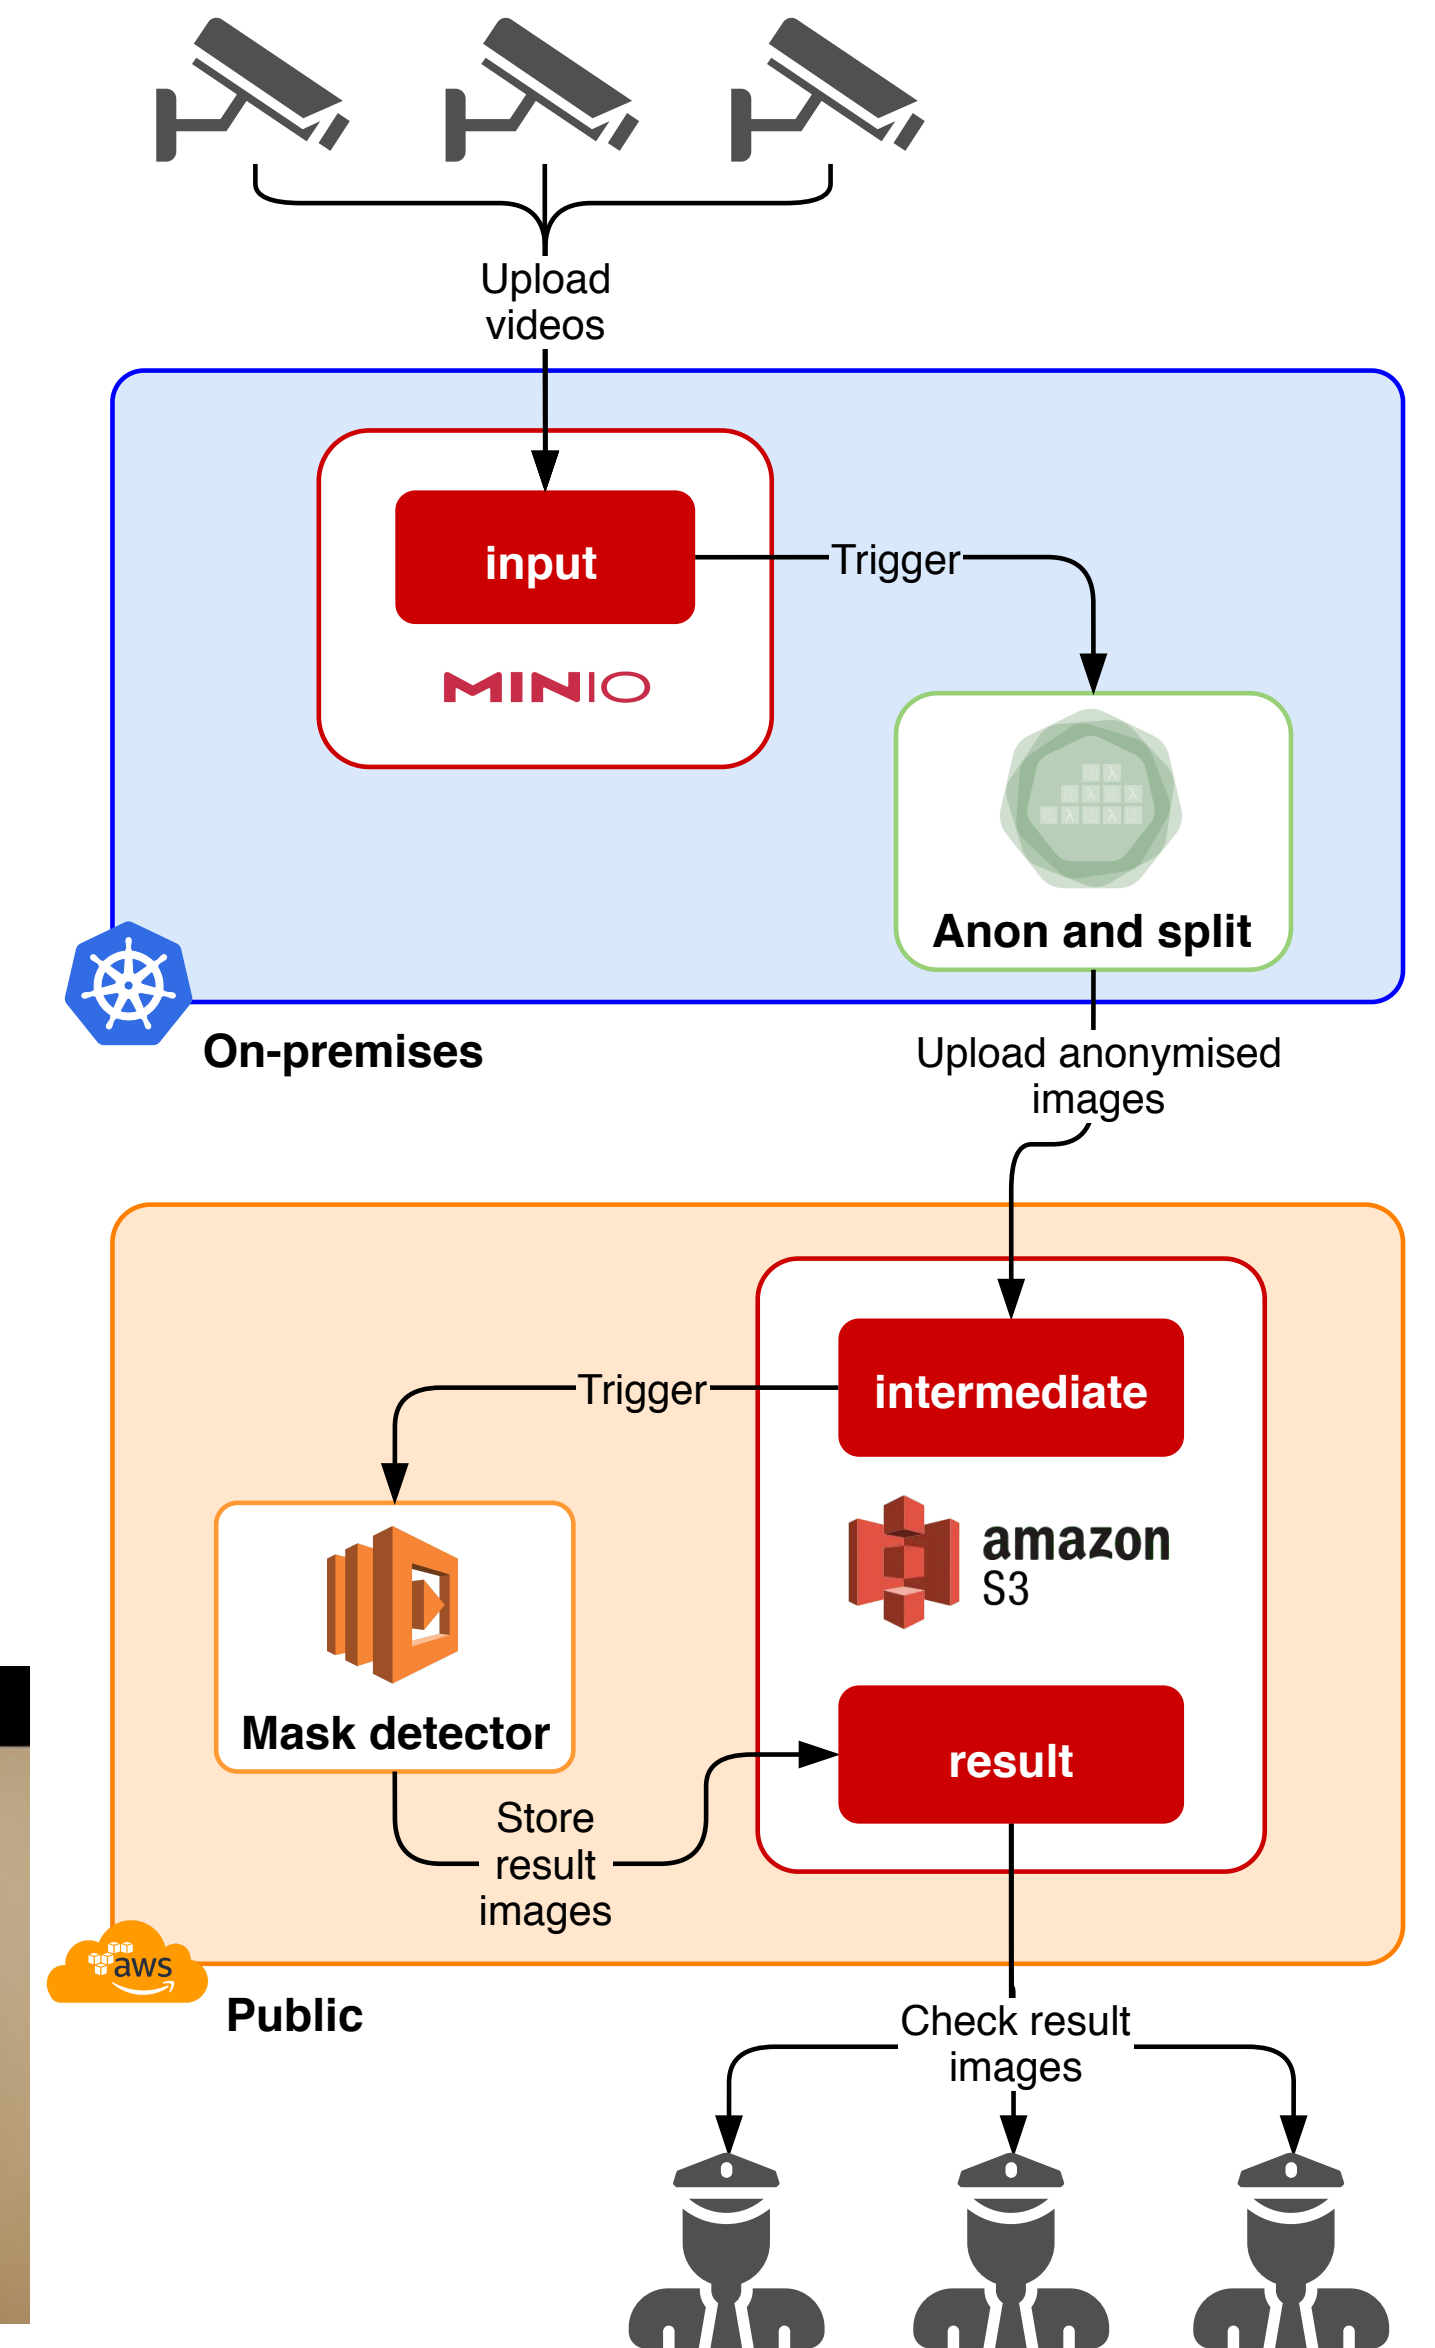 Upload
videos
input
Trigger
MINIO
Anon and split
On-premises
Upload anonymised
images
intermediate
Trigger
amazon
S3
Mask detector
result
Store
result
images
aws
Public
Check result
images